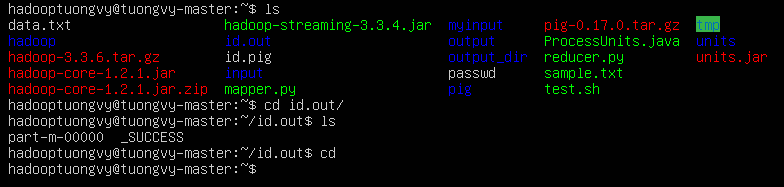 hadooptuongvy@tuongvy-master:~$ ls
data.txt hadoop-streaming-3.3.4.jar myinput pig-0.17.0.tar.gz tmp
hadoop id.out output ProcessUnits.java units
hadoop-3.3.6.tar.gz id.pig output_dir reducer.py units.jar
hadoop-core-1.2.1.jar input passwd sample.txt
hadoop-core-1.2.1.jar.zip mapper.py pig test.sh
hadooptuongvy@tuongvy-master:~$ cd id.out/
hadooptuongvy@tuongvy-master:~/id.out$ ls
part-m-00000 _SUCCESS
hadooptuongvy@tuongvy-master:~/id.out$ cd
hadooptuongvy@tuongvy-master:~$